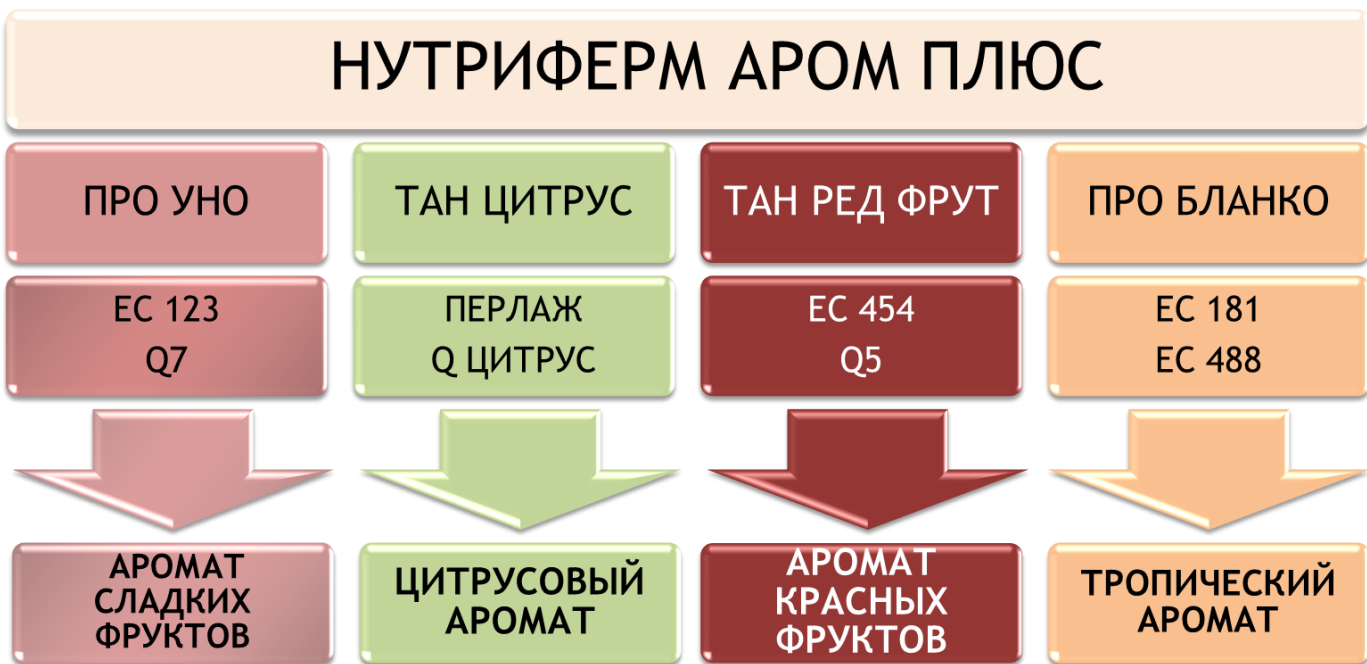 НУТРИФЕРМ АРОМ ПЛЮС
ПРО УНО
ТАН ЦИТРУС
ТАН РЕД ФРУТ
ПРО БЛАНКО
ЕС 123
Q7
ПЕРЛАЖ
Q ЦИТРУС
ЕС 454
Q5
ЕС 181
ЕС 488
АРОМАТ
СЛАДКИХ
ФРУКТОВ
ЦИТРУСОВЫЙ
АРОМАТ
АРОМАТ
КРАСНЫХ
ФРУКТОВ
ТРОПИЧЕСКИЙ
АРОМАТ